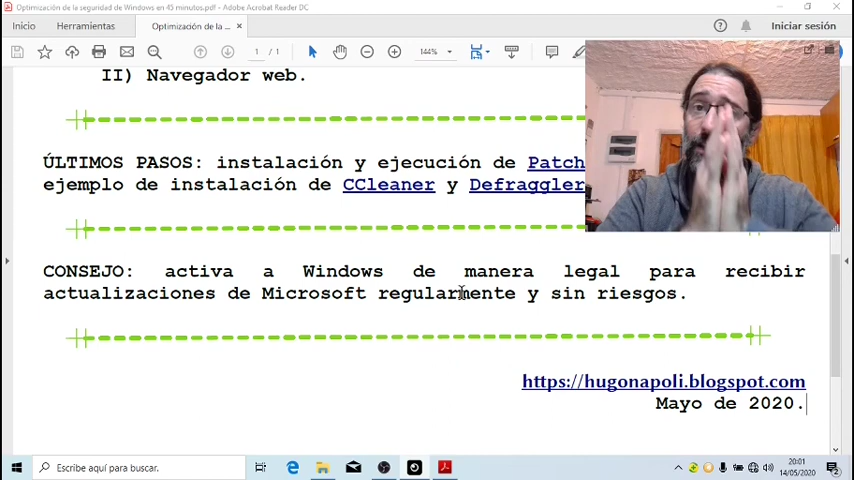 Optimización de la seguridad de Windows en 45 minutos.pdf - Adobe Acrobat Reader DC
Inicio Herramientas Optimización de la ... × Iniciar sesión
1 / 1 144%
II) Navegador web.
ÚLTIMOS PASOS: instalación y ejecución de Patch
ejemplo de instalación de CCleaner y Defraggler
CONSEJO: activa a Windows de manera legal para recibir
actualizaciones de Microsoft regularmente y sin riesgos.
https://hugonapoli.blogspot.com
Mayo de 2020.
Escribe aquí para buscar.
20:01
14/05/2020
2